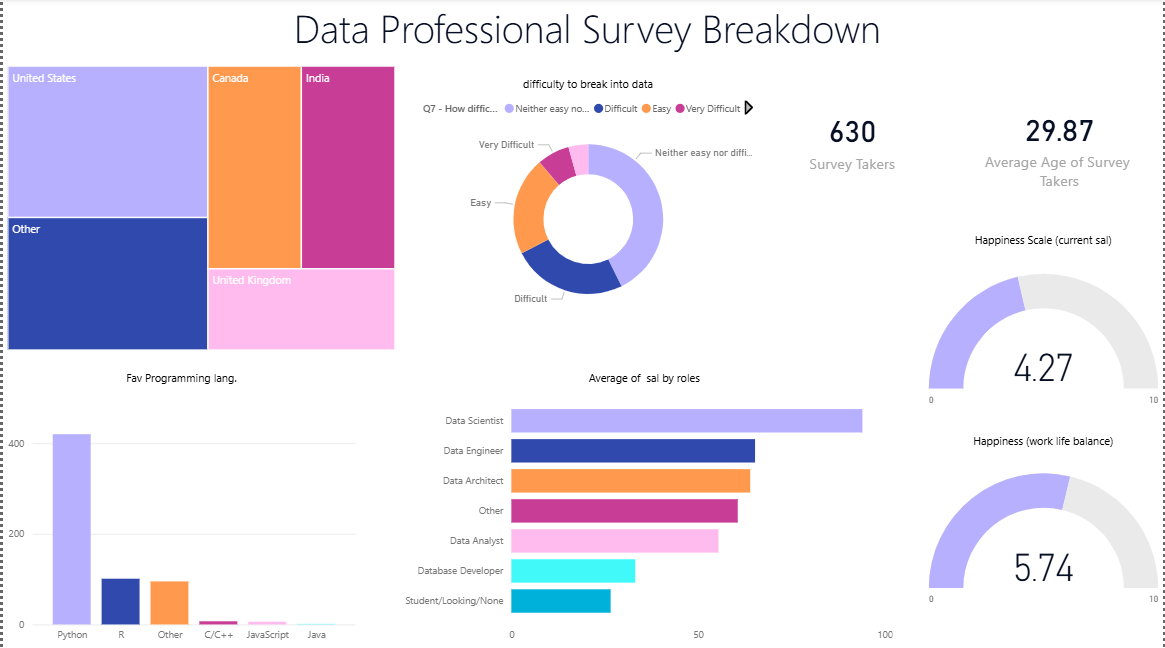 Data Professional Survey Breakdown
United States
Canada
India
Other
United Kingdom
difficulty to break into data
Q7 - How diffic... Neither easy no... Difficult Easy Very Difficult
Very Difficult
Neither easy nor diffi...
Easy
Difficult
630
Survey Takers
29.87
Average Age of Survey
Takers
Happiness Scale (current sal)
4.27
0 10
Fav Programming lang.
400
200
0
Python R Other C/C++ JavaScript Java
Average of sal by roles
Data Scientist
Data Engineer
Data Architect
Other
Data Analyst
Database Developer
Student/Looking/None
0 50 100
Happiness (work life balance)
5.74
0 10